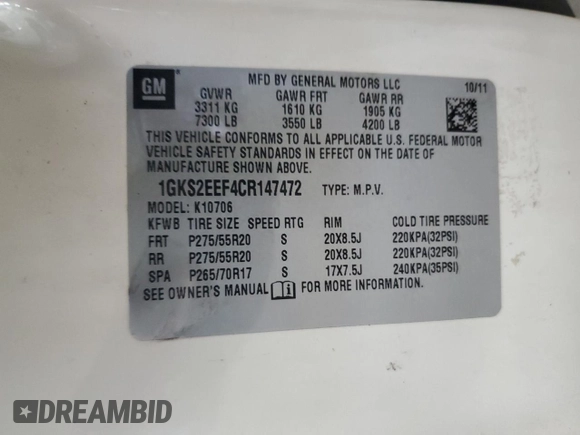 GM
MFD BY GENERAL MOTORS LLC 10/11
GVWR GAWR FRT GAWR RR
3311 KG 1610 KG 1905 KG
7300 LB 3550 LB 4200 LB
THIS VEHICLE CONFORMS TO ALL APPLICABLE U.S. FEDERAL MOTOR
VEHICLE SAFETY STANDARDS IN EFFECT ON THE DATE OF
MANUFACTURE SHOWN ABOVE.
1GKS2EEF4CR147472 TYPE: M.P.V.
MODEL: K10706
KFWB TIRE SIZE SPEED RTG RIM COLD TIRE PRESSURE
FRT P275/55R20 S 20X8.5J 220KPA(32PSI)
RR P275/55R20 S 20X8.5J 220KPA(32PSI)
SPA P265/70R17 S 17X7.5J 240KPA(35PSI)
SEE OWNER'S MANUAL FOR MORE INFORMATION.
DREAMBID